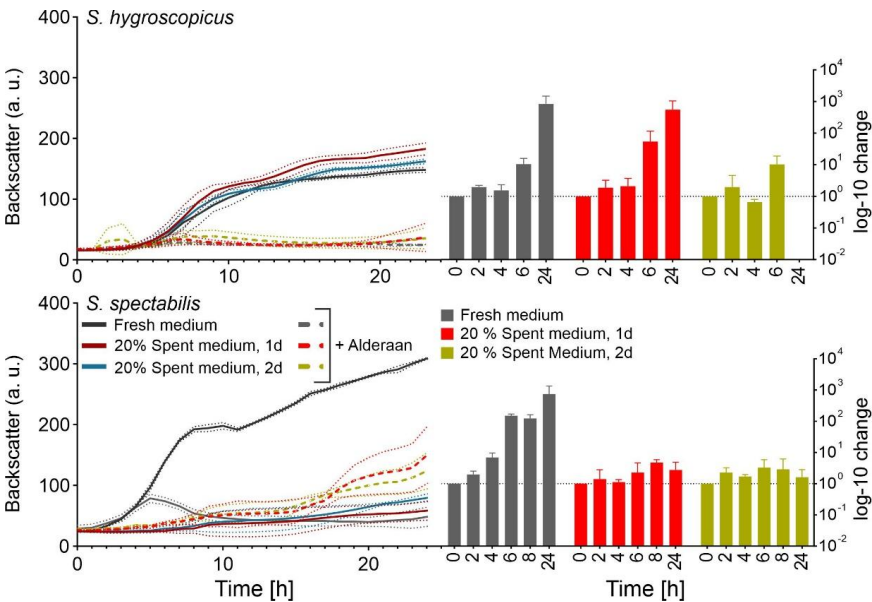 S. hygroscopicus
400
300
200
100
0
Backscatter (a. u.)
0 10 20
10^4
10^3
10^2
10^1
10^0
10^-1
10^-2
log-10 change
0 2 4 6 24 0 2 4 6 24 0 2 4 6 24
S. spectabilis
Fresh medium
20% Spent medium, 1d
20% Spent medium, 2d
+ Alderaan
Fresh medium
20 % Spent Medium, 1d
20 % Spent Medium, 2d
400
300
200
100
0
Backscatter (a. u.)
0 10 20
Time [h]
10^4
10^3
10^2
10^1
10^0
10^-1
10^-2
log-10 change
0 2 4 6 8 24 0 2 4 6 8 24 0 2 4 6 8 24
Time [h]